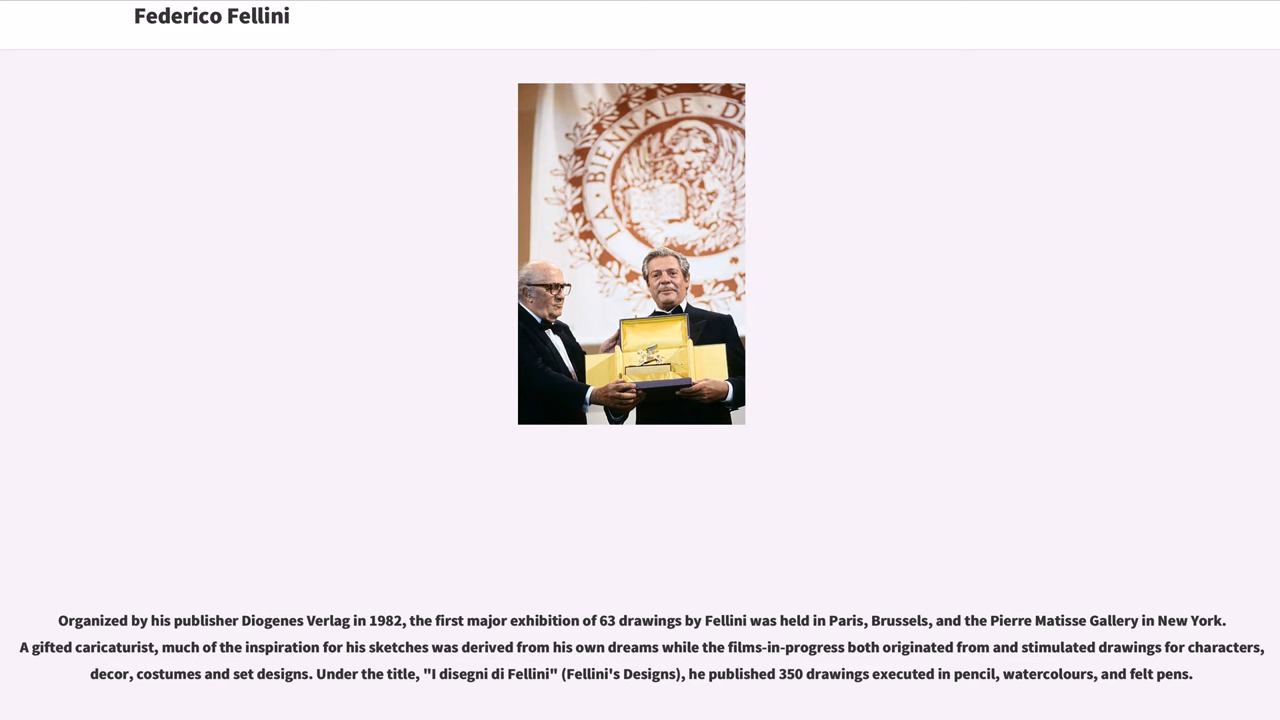 Federico Fellini
LA · BIENNALE · DI
Organized by his publisher Diogenes Verlag in 1982, the first major exhibition of 63 drawings by Fellini was held in Paris, Brussels, and the Pierre Matisse Gallery in New York.
A gifted caricaturist, much of the inspiration for his sketches was derived from his own dreams while the films-in-progress both originated from and stimulated drawings for characters,
decor, costumes and set designs. Under the title, "I disegni di Fellini" (Fellini's Designs), he published 350 drawings executed in pencil, watercolours, and felt pens.